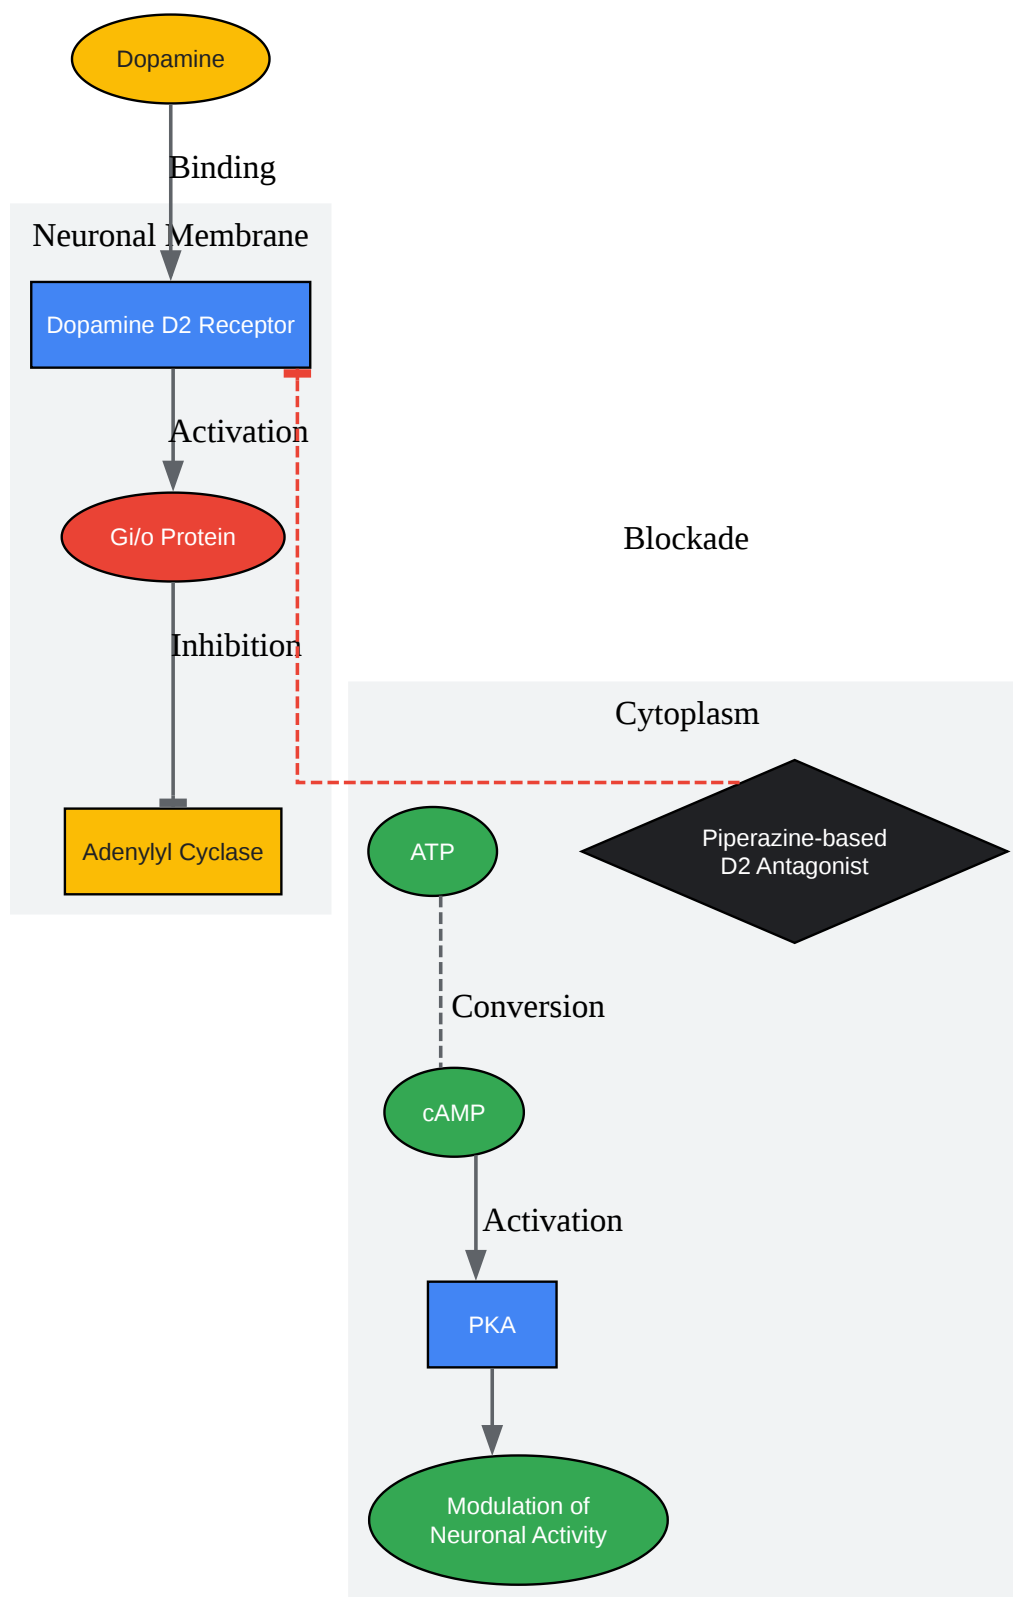 Dopamine
Binding
Neuronal Membrane
Dopamine D2 Receptor
Activation
Gi/o Protein
Blockade
Inhibition
Cytoplasm
Adenylyl Cyclase
ATP
Piperazine-based
D2 Antagonist
Conversion
cAMP
Activation
PKA
Modulation of
Neuronal Activity